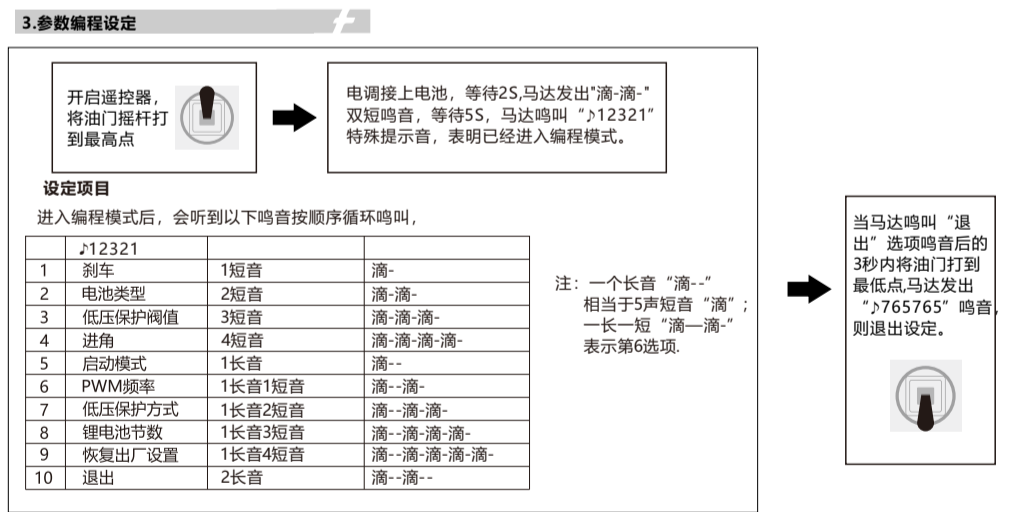 3.参数编程设定
开启遥控器，
将油门摇杆打
到最高点
电调接上电池，等待2S,马达发出"滴-滴-"
双短鸣音，等待5S，马达鸣叫“♪12321”
特殊提示音，表明已经进入编程模式。
设定项目
进入编程模式后，会听到以下鸣音按顺序循环鸣叫，
♪12321
1 刹车 1短音 滴-
2 电池类型 2短音 滴-滴-
3 低压保护阀值 3短音 滴-滴-滴-
4 进角 4短音 滴-滴-滴-滴-
5 启动模式 1长音 滴--
6 PWM频率 1长音1短音 滴--滴-
7 低压保护方式 1长音2短音 滴--滴-滴-
8 锂电池节数 1长音3短音 滴--滴-滴-滴-
9 恢复出厂设置 1长音4短音 滴--滴-滴-滴-滴-
10 退出 2长音 滴--滴--
注：一个长音“滴--”
相当于5声短音“滴”；
一长一短“滴—滴-”
表示第6选项.
当马达鸣叫“退
出”选项鸣音后的
3秒内将油门打到
最低点,马达发出
“♪765765”鸣音,
则退出设定。